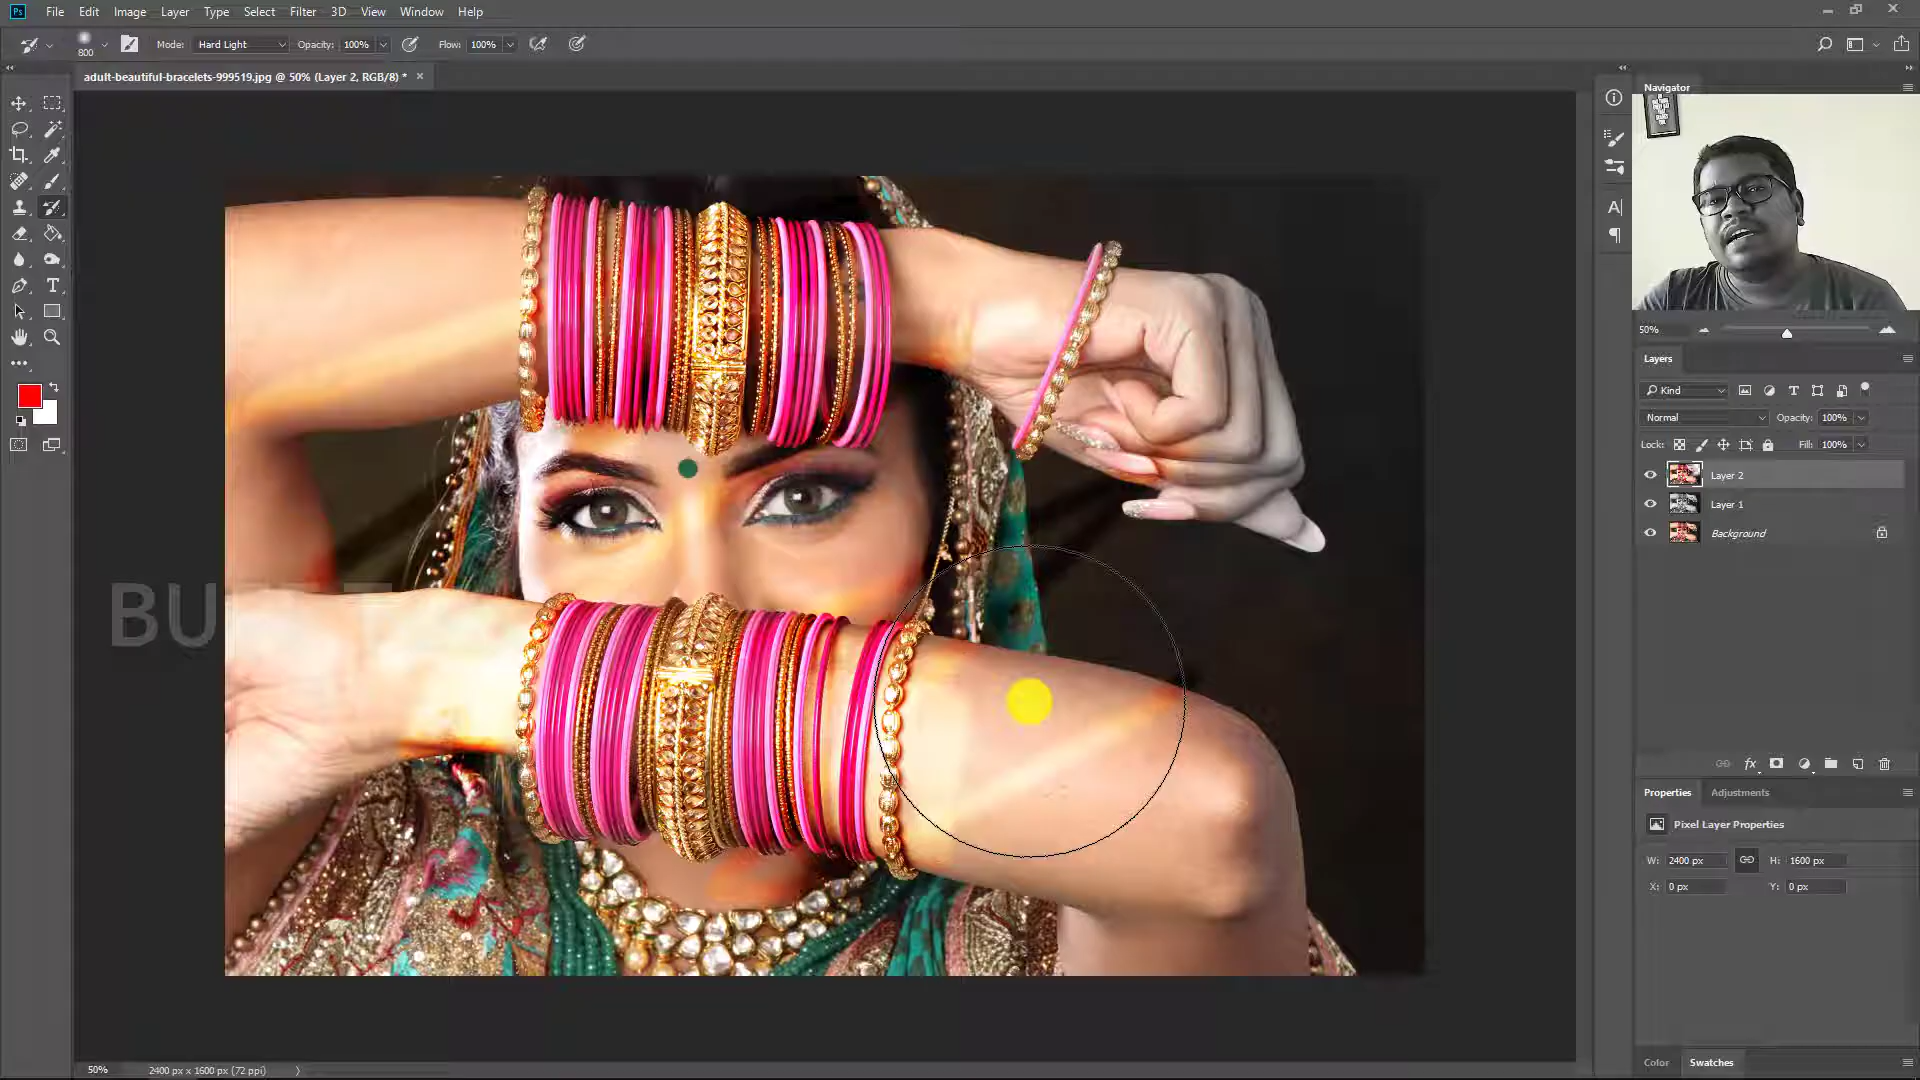 Ps File Edit Image Layer Type Select Filter 3D View Window Help
800 Mode: Hard Light Opacity: 100% Flow: 100%
adult-beautiful-bracelets-999519.jpg @ 50% (Layer 2, RGB/8) * ×
Navigator
50%
Layers
Kind
Normal Opacity: 100%
Lock: Fill: 100%
Layer 2
Layer 1
Background
fx
Properties Adjustments
Pixel Layer Properties
W: 2400 px H: 1600 px
X: 0 px Y: 0 px
BU
50% 2400 px x 1600 px (72 ppi)
Color Swatches